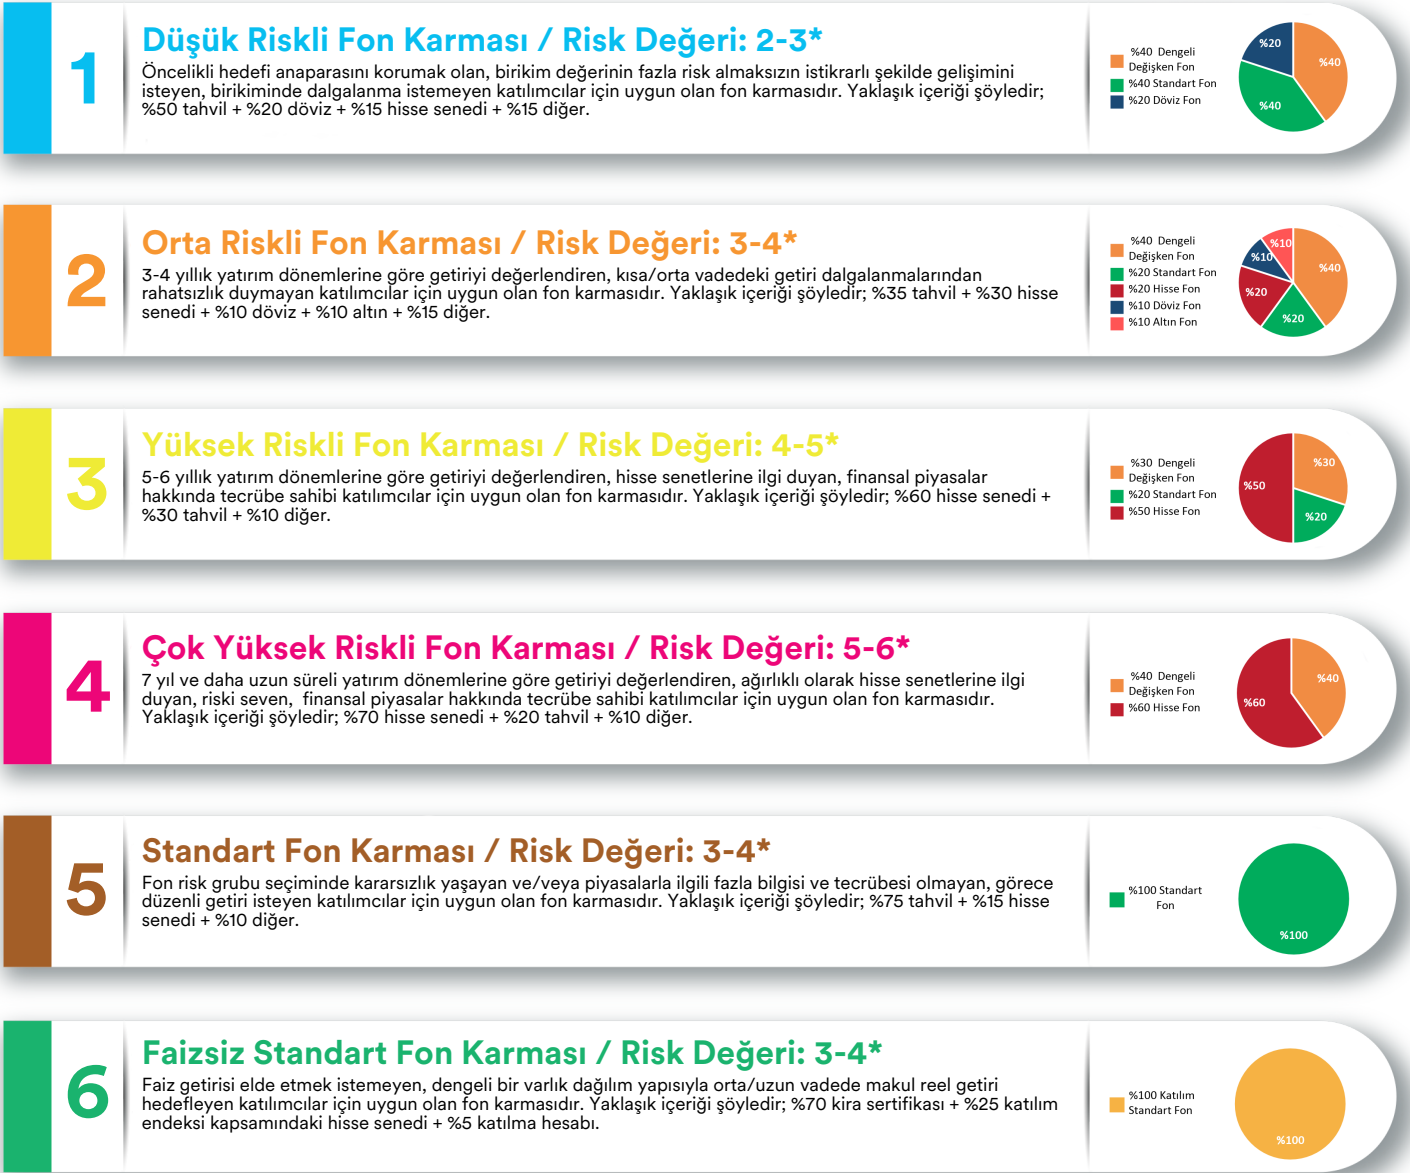 1
Düşük Riskli Fon Karması / Risk Değeri: 2-3*
Öncelikli hedefi anaparasını korumak olan, birikim değerinin fazla risk almaksızın istikrarlı şekilde gelişimini
isteyen, birikiminde dalgalanma istemeyen katılımcılar için uygun olan fon karmasıdır. Yaklaşık içeriği şöyledir;
%50 tahvil + %20 döviz + %15 hisse senedi + %15 diğer.
%40 Dengeli
Değişken Fon
%40 Standart Fon
%20 Döviz Fon
%20
%40
%40
2
Orta Riskli Fon Karması / Risk Değeri: 3-4*
3-4 yıllık yatırım dönemlerine göre getiriyi değerlendiren, kısa/orta vadedeki getiri dalgalanmalarından
rahatsızlık duymayan katılımcılar için uygun olan fon karmasıdır. Yaklaşık içeriği şöyledir; %35 tahvil + %30 hisse
senedi + %10 döviz + %10 altın + %15 diğer.
%40 Dengeli
Değişken Fon
%20 Standart Fon
%20 Hisse Fon
%10 Döviz Fon
%10 Altın Fon
%10
%10
%40
%20
%20
3
Yüksek Riskli Fon Karması / Risk Değeri: 4-5*
5-6 yıllık yatırım dönemlerine göre getiriyi değerlendiren, hisse senetlerine ilgi duyan, finansal piyasalar
hakkında tecrübe sahibi katılımcılar için uygun olan fon karmasıdır. Yaklaşık içeriği şöyledir; %60 hisse senedi +
%30 tahvil + %10 diğer.
%30 Dengeli
Değişken Fon
%20 Standart Fon
%50 Hisse Fon
%30
%50
%20
4
Çok Yüksek Riskli Fon Karması / Risk Değeri: 5-6*
7 yıl ve daha uzun süreli yatırım dönemlerine göre getiriyi değerlendiren, ağırlıklı olarak hisse senetlerine ilgi
duyan, riski seven, finansal piyasalar hakkında tecrübe sahibi katılımcılar için uygun olan fon karmasıdır.
Yaklaşık içeriği şöyledir; %70 hisse senedi + %20 tahvil + %10 diğer.
%40 Dengeli
Değişken Fon
%60 Hisse Fon
%40
%60
5
Standart Fon Karması / Risk Değeri: 3-4*
Fon risk grubu seçiminde kararsızlık yaşayan ve/veya piyasalarla ilgili fazla bilgisi ve tecrübesi olmayan, görece
düzenli getiri isteyen katılımcılar için uygun olan fon karmasıdır. Yaklaşık içeriği şöyledir; %75 tahvil + %15 hisse
senedi + %10 diğer.
%100 Standart
Fon
%100
6
Faizsiz Standart Fon Karması / Risk Değeri: 3-4*
Faiz getirisi elde etmek istemeyen, dengeli bir varlık dağılım yapısıyla orta/uzun vadede makul reel getiri
hedefleyen katılımcılar için uygun olan fon karmasıdır. Yaklaşık içeriği şöyledir; %70 kira sertifikası + %25 katılım
endeksi kapsamındaki hisse senedi + %5 katılma hesabı.
%100 Katılım
Standart Fon
%100